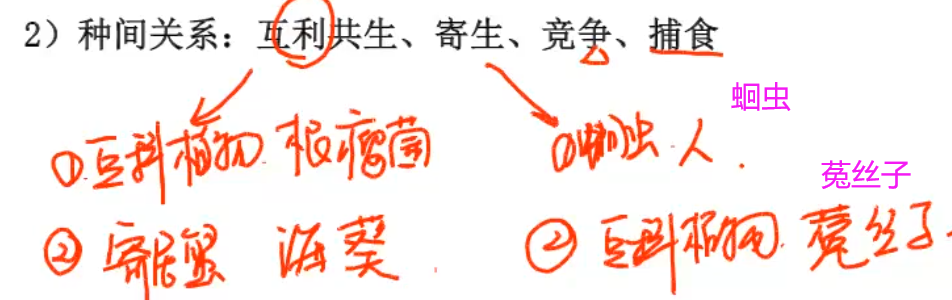 2）种间关系：互利共生、寄生、竞争、捕食
蛔虫
①豆科植物 根瘤菌
①蛔虫 人.
菟丝子
②寄居蟹 海葵.
②豆科植物. 菟丝子